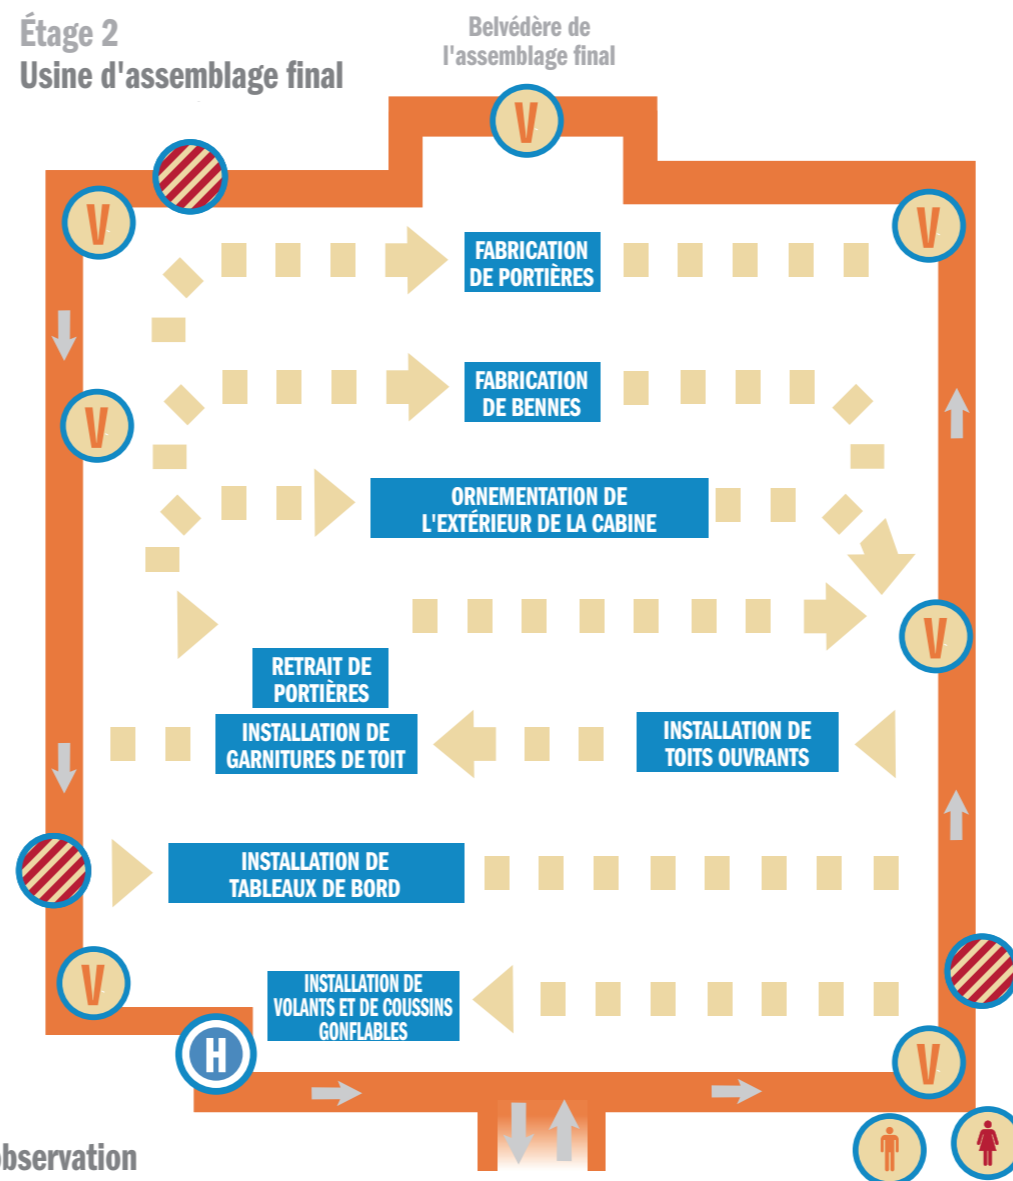 Étage 2
Usine d'assemblage final
Belvédère de
l'assemblage final
V
V
V
FABRICATION
DE PORTIÈRES
FABRICATION
DE BENNES
V
ORNEMENTATION DE
L'EXTÉRIEUR DE LA CABINE
V
RETRAIT DE
PORTIÈRES
INSTALLATION DE
GARNITURES DE TOIT
INSTALLATION DE
TOITS OUVRANTS
INSTALLATION DE
TABLEAUX DE BORD
V
INSTALLATION DE
VOLANTS ET DE COUSSINS
GONFLABLES
H
V
observation